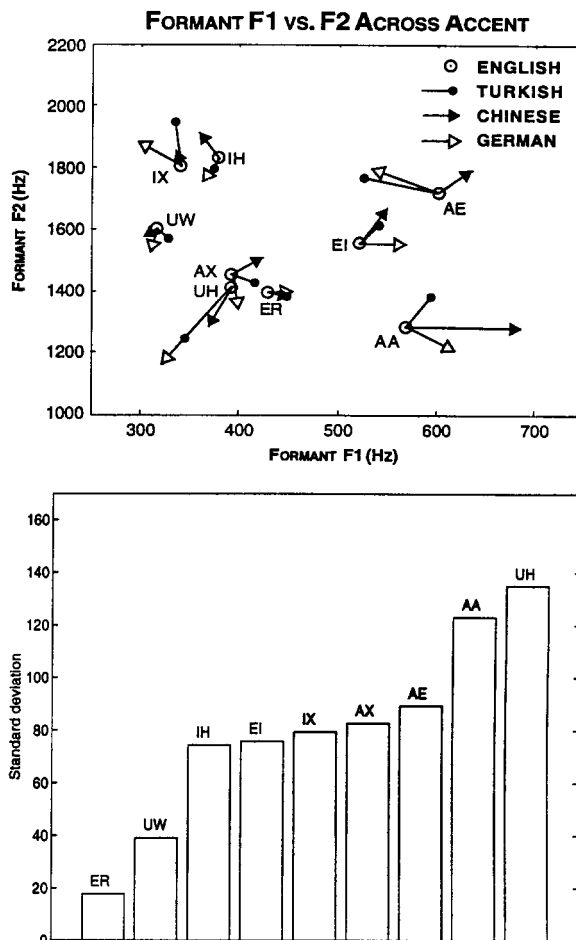 FORMANT F1 VS. F2 ACROSS ACCENT
2200
2000
1800
1600
1400
1200
1000
FORMANT F2 (HZ)
ENGLISH
TURKISH
CHINESE
GERMAN
IX
IH
UW
AE
EI
AX
UH
ER
AA
300 400 500 600 700
FORMANT F1 (HZ)
160
140
120
100
80
60
40
20
0
Standard deviation
ER
UW
IH
EI
IX
AX
AE
AA
UH